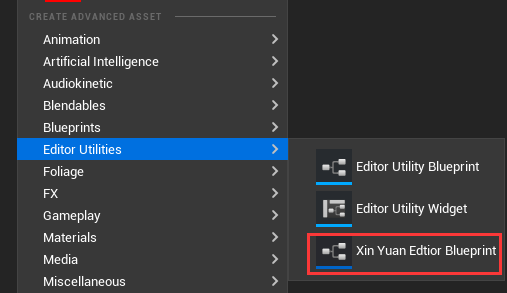 CREATE ADVANCED ASSET
Animation
Artificial Intelligence
Audiokinetic
Blendables
Blueprints
Editor Utilities
Foliage
FX
Gameplay
Materials
Media
Miscellaneous
Editor Utility Blueprint
Editor Utility Widget
Xin Yuan Edtior Blueprint